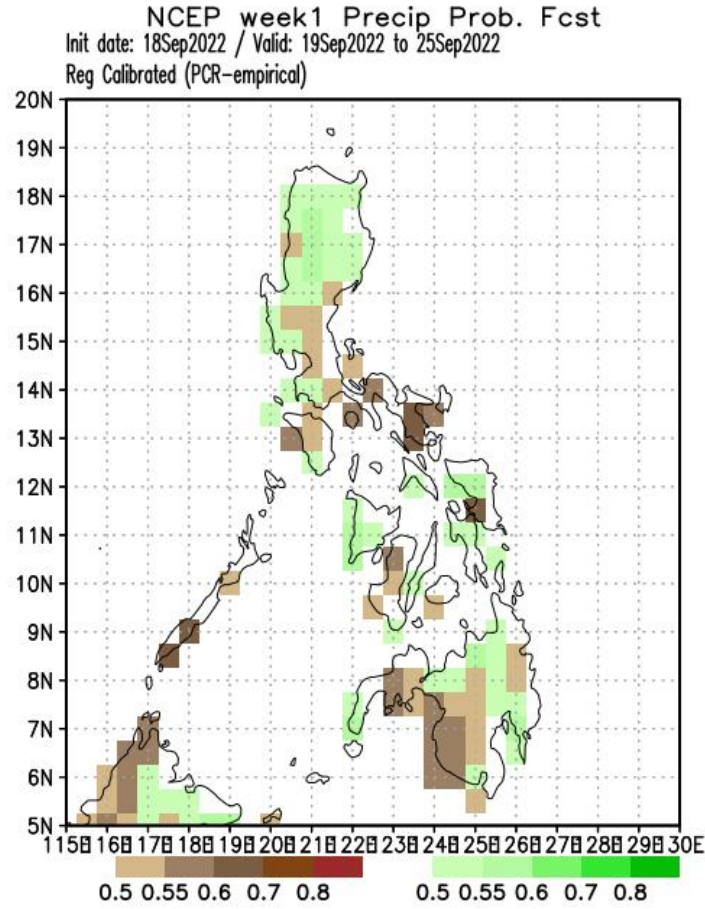 NCEP week1 Precip Prob. Fcst
Init date: 18Sep2022 / Valid: 19Sep2022 to 25Sep2022
Reg Calibrated (PCR-empirical)
20N
19N
18N
17N
16N
15N
14N
13N
12N
11N
10N
9N
8N
7N
6N
5N
115E 116E 117E 118E 119E 120E 121E 122E 123E 124E 125E 126E 127E 128E 129E 130E
0.5 0.55 0.6 0.7 0.8 0.5 0.55 0.6 0.7 0.8